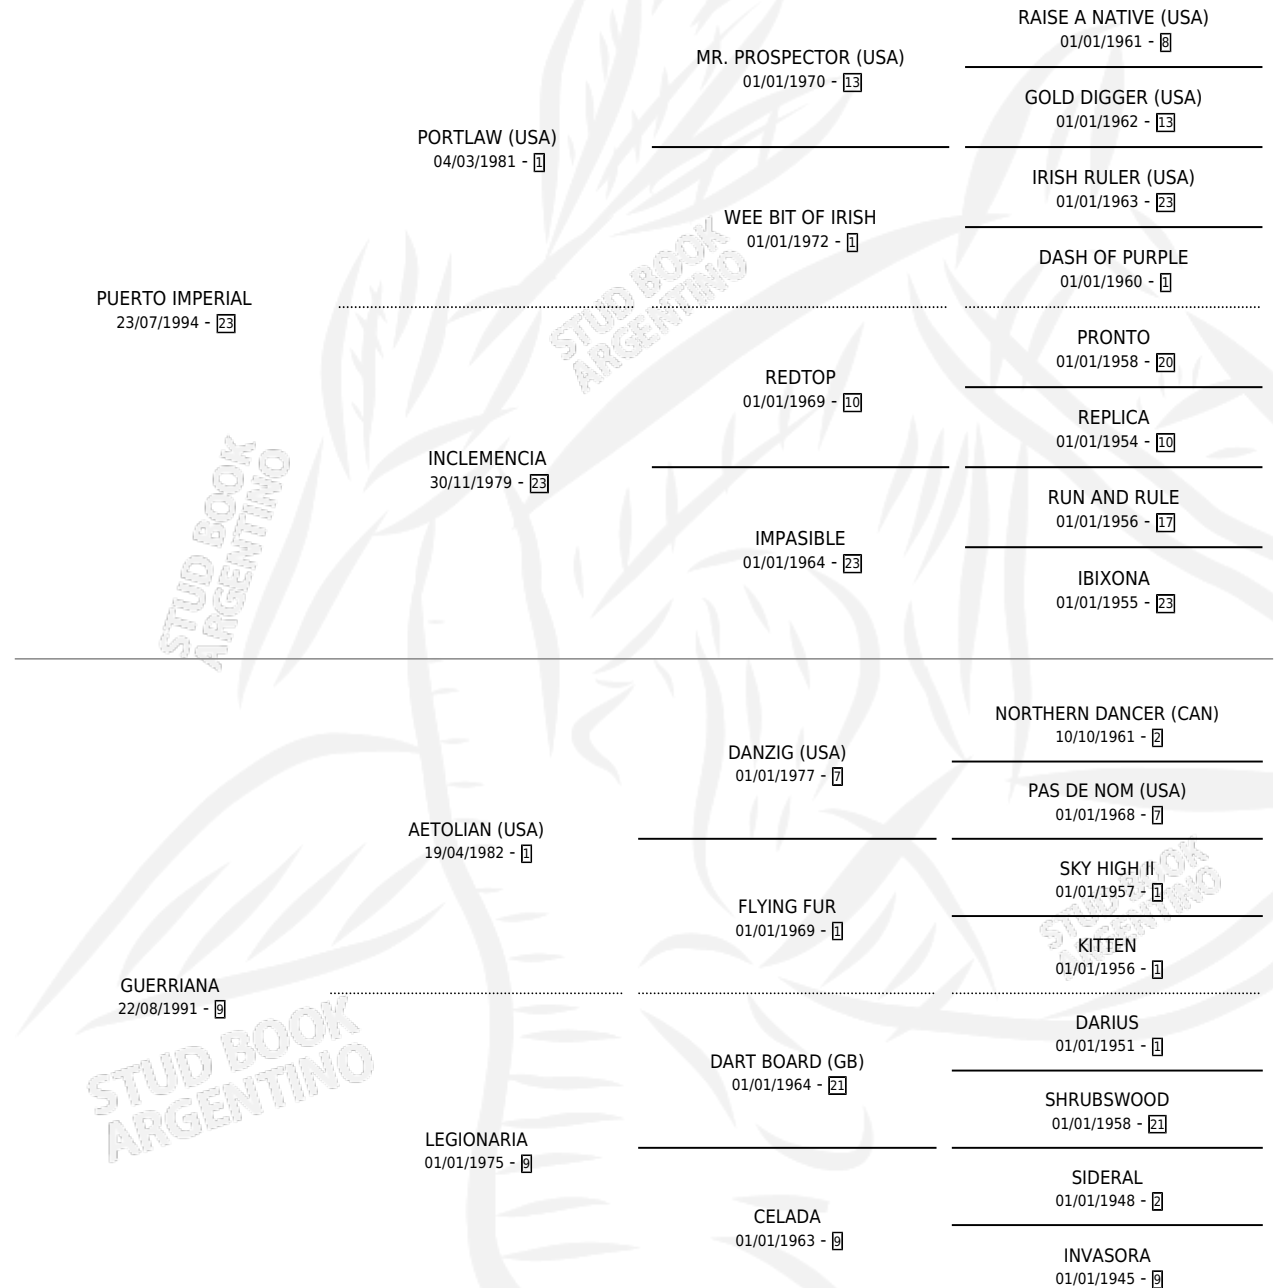 RAISE A NATIVE (USA)
01/01/1961 - 8
MR. PROSPECTOR (USA)
01/01/1970 - 13
GOLD DIGGER (USA)
01/01/1962 - 13
PORTLAW (USA)
04/03/1981 - 1
IRISH RULER (USA)
01/01/1963 - 23
WEE BIT OF IRISH
01/01/1972 - 1
DASH OF PURPLE
01/01/1960 - 1
PUERTO IMPERIAL
23/07/1994 - 23
PRONTO
01/01/1958 - 20
REDTOP
01/01/1969 - 10
REPLICA
01/01/1954 - 10
INCLEMENCIA
30/11/1979 - 23
RUN AND RULE
01/01/1956 - 17
IMPASIBLE
01/01/1964 - 23
IBIXONA
01/01/1955 - 23
STUD BOOK
ARGENTINO
STUD BOOK
ARGENTINO
NORTHERN DANCER (CAN)
10/10/1961 - 2
DANZIG (USA)
01/01/1977 - 7
PAS DE NOM (USA)
01/01/1968 - 7
AETOLIAN (USA)
19/04/1982 - 1
SKY HIGH II
01/01/1957 - 1
FLYING FUR
01/01/1969 - 1
KITTEN
01/01/1956 - 1
GUERRIANA
22/08/1991 - 9
DARIUS
01/01/1951 - 1
DART BOARD (GB)
01/01/1964 - 21
SHRUBSWOOD
01/01/1958 - 21
LEGIONARIA
01/01/1975 - 9
SIDERAL
01/01/1948 - 2
CELADA
01/01/1963 - 9
INVASORA
01/01/1945 - 9
STUD BOOK
ARGENTINO
STUD BOOK
ARGENTINO